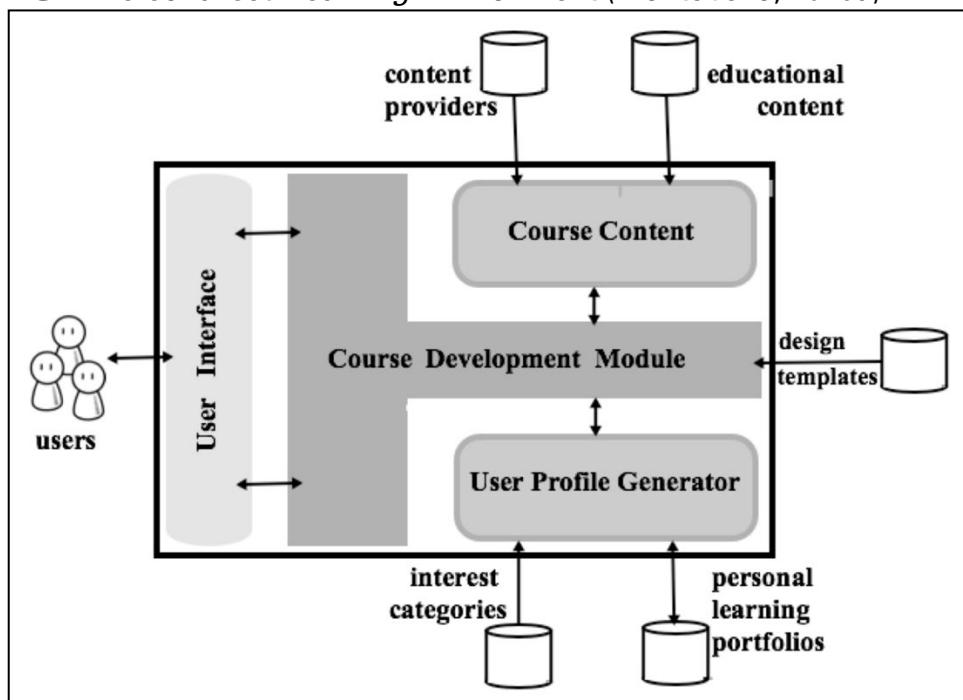 content
providers
educational
content
Course Content
User Interface
Course Development Module
design
templates
users
User Profile Generator
interest
categories
personal
learning
portfolios